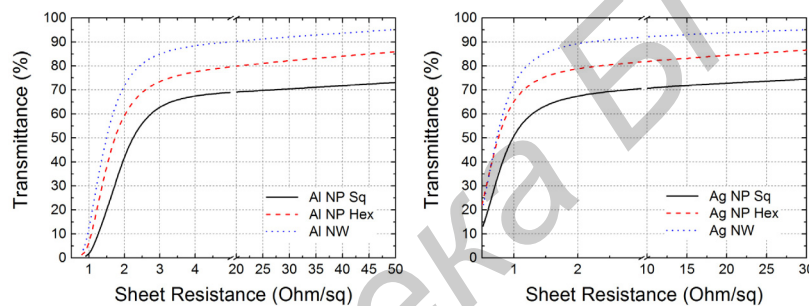 100
90
80
70
60
50
40
30
20
10
0
Transmittance (%)
Al NP Sq
Al NP Hex
Al NW
1 2 3 4 20 25 30 35 40 45 50
Sheet Resistance (Ohm/sq)
100
90
80
70
60
50
40
30
20
10
0
Transmittance (%)
Ag NP Sq
Ag NP Hex
Ag NW
1 2 10 15 20 25 30
Sheet Resistance (Ohm/sq)